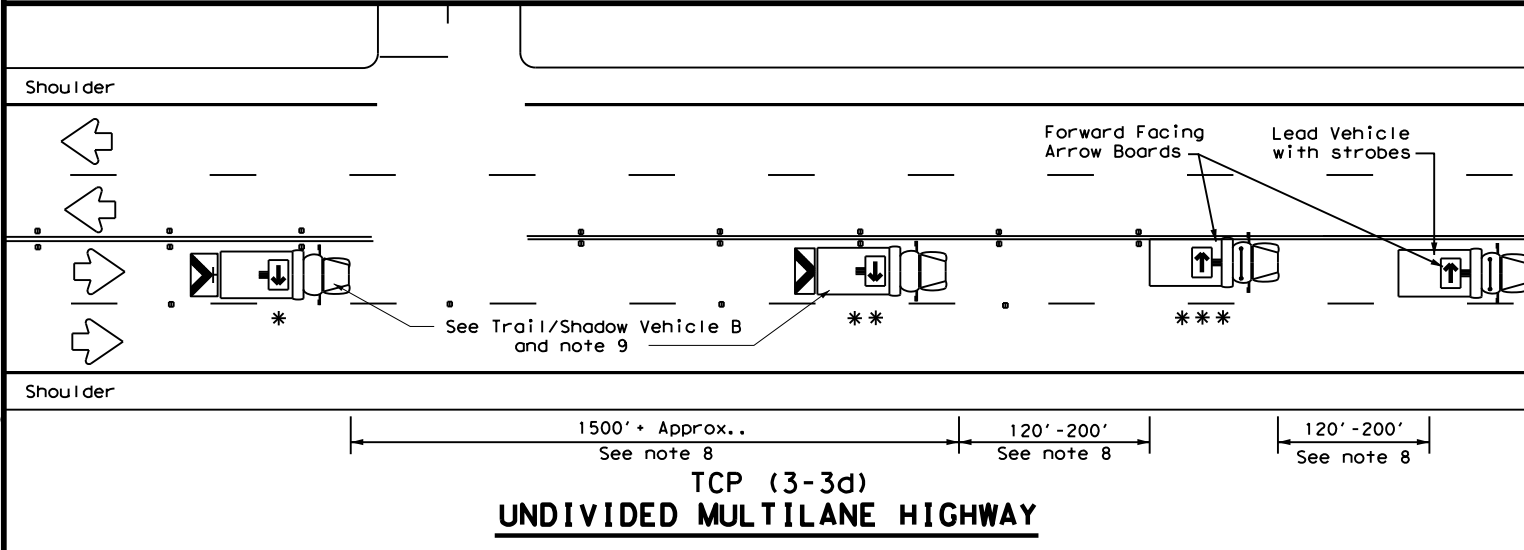 Shoulder
Forward Facing
Arrow Boards
Lead Vehicle
with strobes
*
* *
* * *
See Trail/Shadow Vehicle B
and note 9
Shoulder
1500'+ Approx..
See note 8
120'-200'
See note 8
120'-200'
See note 8
TCP (3-3d)
UNDIVIDED MULTILANE HIGHWAY